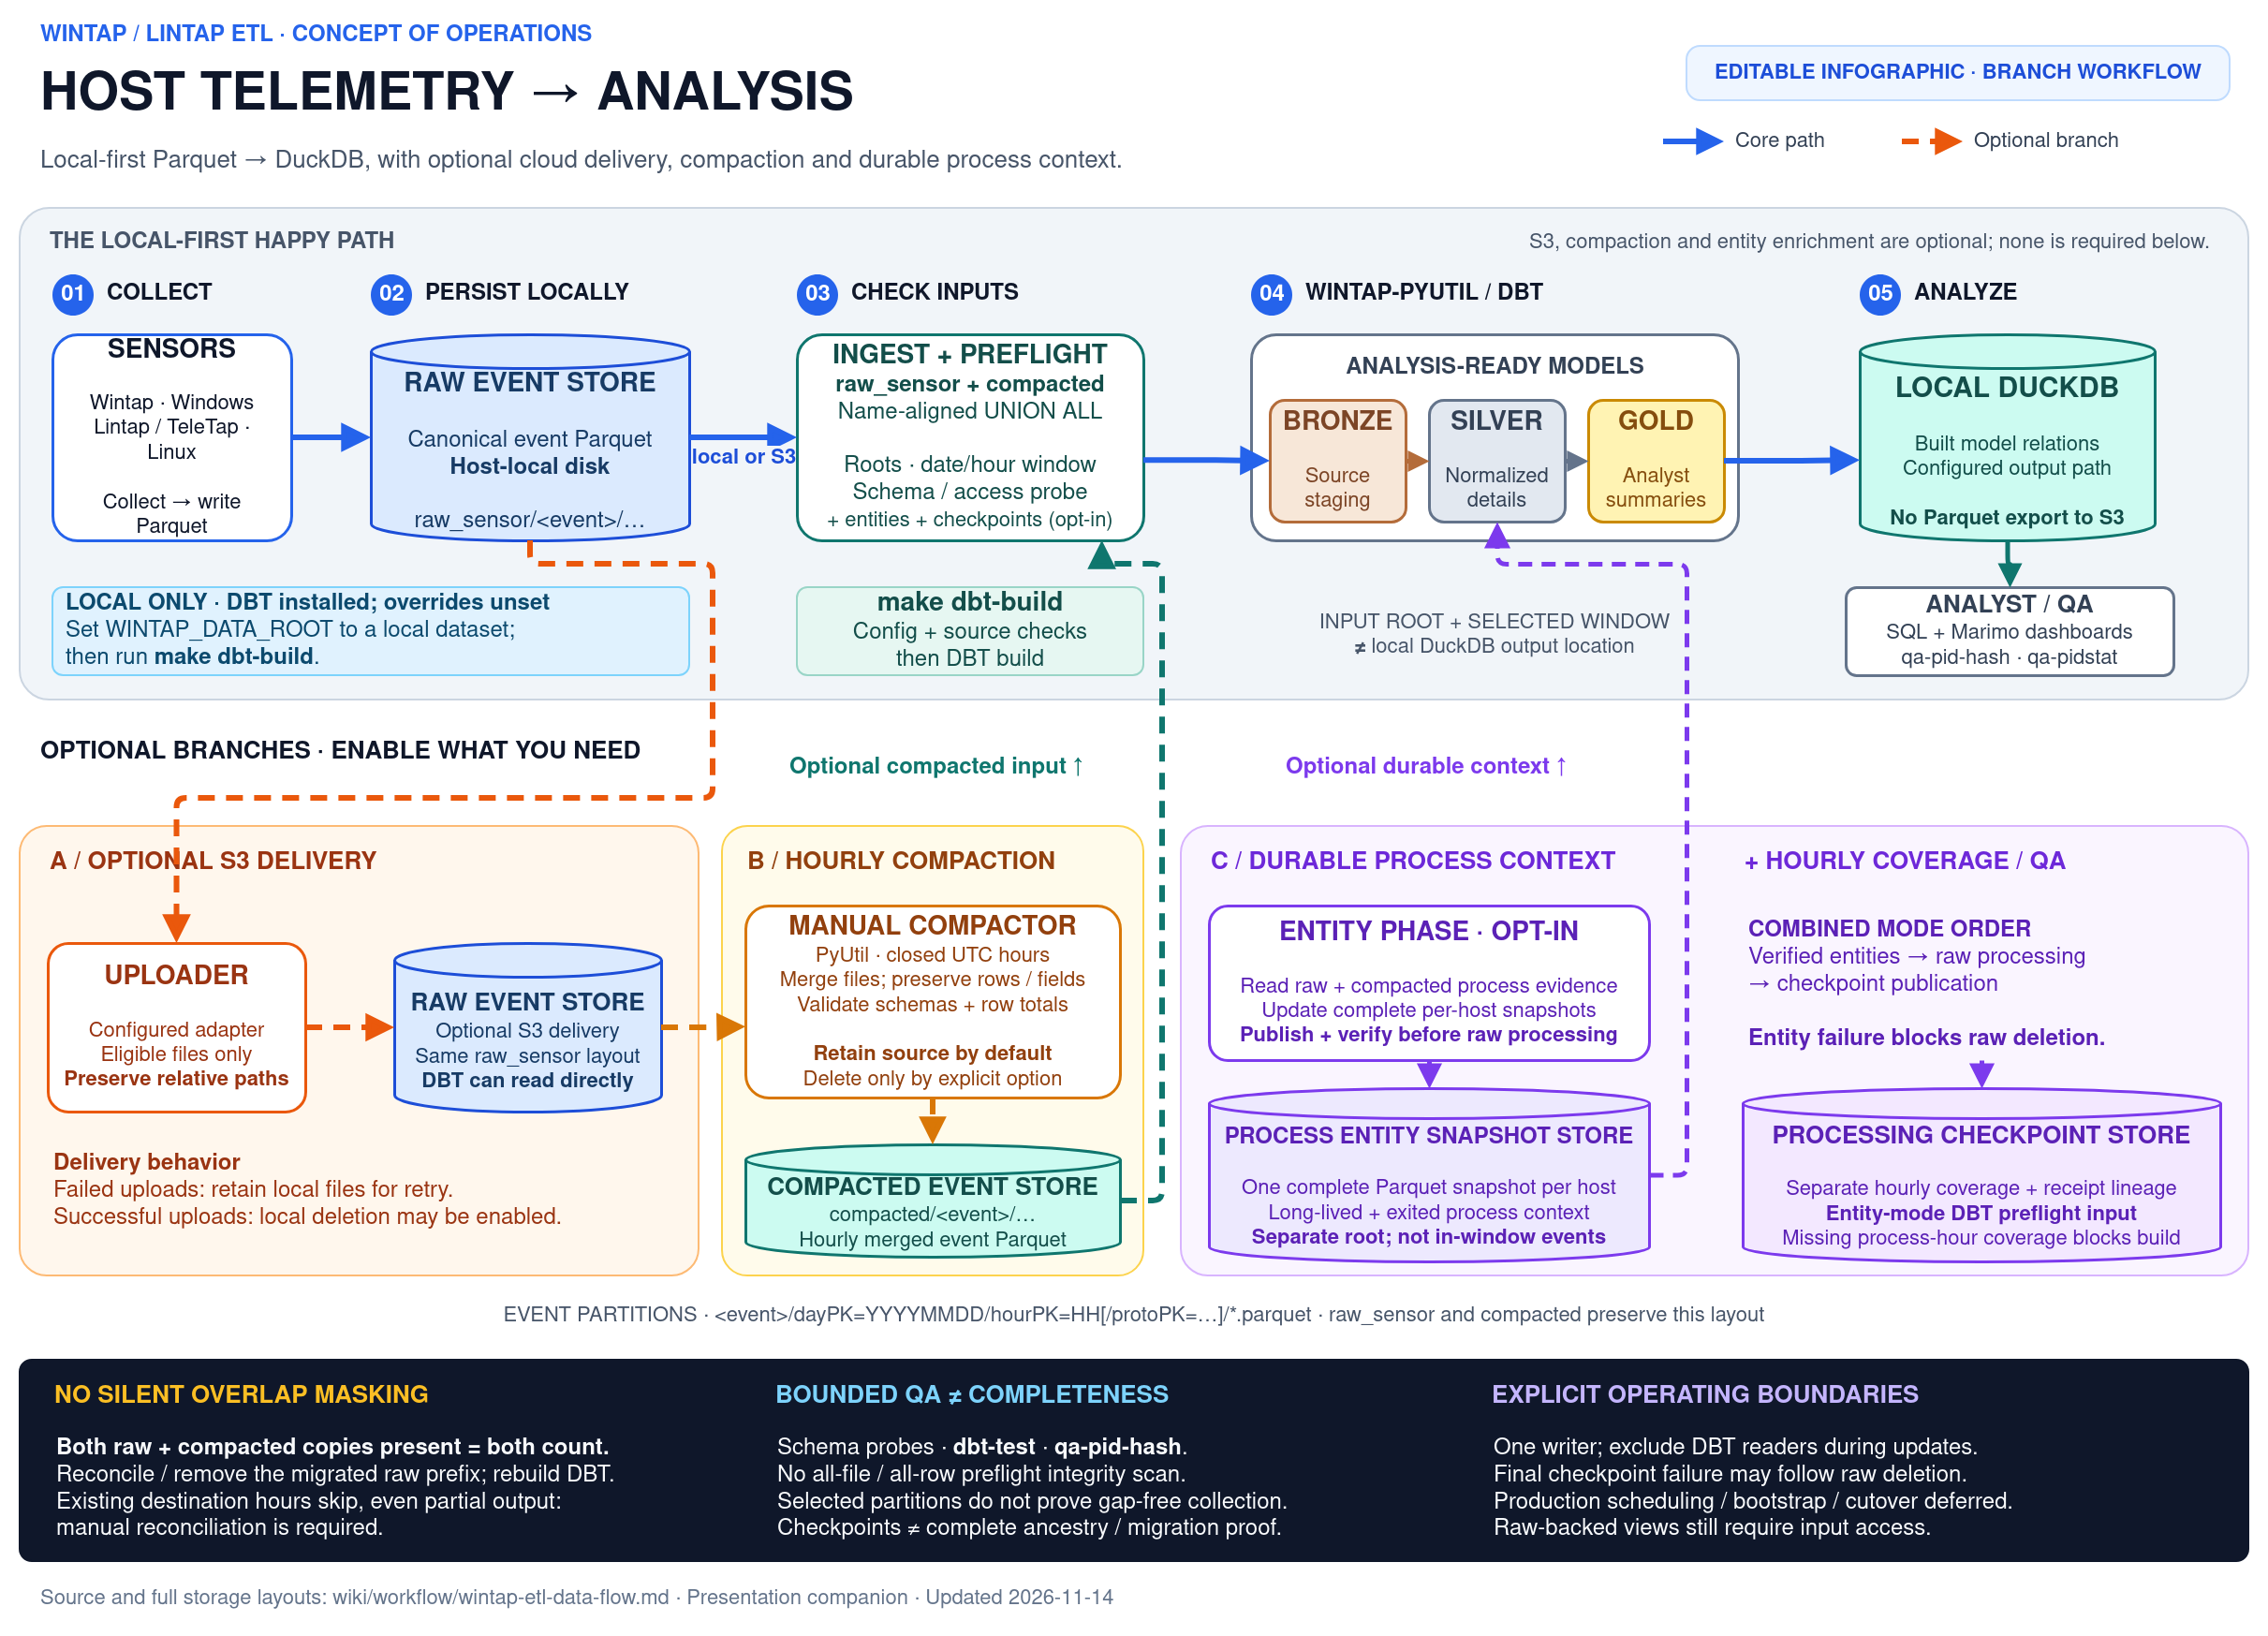 WINTAP / LINTAP ETL · CONCEPT OF OPERATIONS
HOST TELEMETRY → ANALYSIS
Local-first Parquet → DuckDB, with optional cloud delivery, compaction and durable process context.
EDITABLE INFOGRAPHIC · BRANCH WORKFLOW
Core path
Optional branch
THE LOCAL-FIRST HAPPY PATH
S3, compaction and entity enrichment are optional; none is required below.
01 COLLECT
SENSORS
Wintap · Windows
Lintap / TeleTap ·
Linux
Collect → write
Parquet
02 PERSIST LOCALLY
RAW EVENT STORE
Canonical event Parquet
Host-local disk
raw_sensor/<event>/…
local or S3
03 CHECK INPUTS
INGEST + PREFLIGHT
raw_sensor + compacted
Name-aligned UNION ALL
Roots · date/hour window
Schema / access probe
+ entities + checkpoints (opt-in)
04 WINTAP-PYUTIL / DBT
ANALYSIS-READY MODELS
BRONZE
Source
staging
SILVER
Normalized
details
GOLD
Analyst
summaries
05 ANALYZE
LOCAL DUCKDB
Built model relations
Configured output path
No Parquet export to S3
LOCAL ONLY · DBT installed; overrides unset
Set WINTAP_DATA_ROOT to a local dataset;
then run make dbt-build.
make dbt-build
Config + source checks
then DBT build
INPUT ROOT + SELECTED WINDOW
≠ local DuckDB output location
ANALYST / QA
SQL + Marimo dashboards
qa-pid-hash · qa-pidstat
OPTIONAL BRANCHES · ENABLE WHAT YOU NEED
Optional compacted input ↑
Optional durable context ↑
A / OPTIONAL S3 DELIVERY
UPLOADER
Configured adapter
Eligible files only
Preserve relative paths
RAW EVENT STORE
Optional S3 delivery
Same raw_sensor layout
DBT can read directly
Delivery behavior
Failed uploads: retain local files for retry.
Successful uploads: local deletion may be enabled.
B / HOURLY COMPACTION
MANUAL COMPACTOR
PyUtil · closed UTC hours
Merge files; preserve rows / fields
Validate schemas + row totals
Retain source by default
Delete only by explicit option
COMPACTED EVENT STORE
compacted/<event>/…
Hourly merged event Parquet
C / DURABLE PROCESS CONTEXT
ENTITY PHASE · OPT-IN
Read raw + compacted process evidence
Update complete per-host snapshots
Publish + verify before raw processing
PROCESS ENTITY SNAPSHOT STORE
One complete Parquet snapshot per host
Long-lived + exited process context
Separate root; not in-window events
+ HOURLY COVERAGE / QA
COMBINED MODE ORDER
Verified entities → raw processing
→ checkpoint publication
Entity failure blocks raw deletion.
PROCESSING CHECKPOINT STORE
Separate hourly coverage + receipt lineage
Entity-mode DBT preflight input
Missing process-hour coverage blocks build
EVENT PARTITIONS · <event>/dayPK=YYYYMMDD/hourPK=HH[/protoPK=…]/*.parquet · raw_sensor and compacted preserve this layout
NO SILENT OVERLAP MASKING
Both raw + compacted copies present = both count.
Reconcile / remove the migrated raw prefix; rebuild DBT.
Existing destination hours skip, even partial output:
manual reconciliation is required.
BOUNDED QA ≠ COMPLETENESS
Schema probes · dbt-test · qa-pid-hash.
No all-file / all-row preflight integrity scan.
Selected partitions do not prove gap-free collection.
Checkpoints ≠ complete ancestry / migration proof.
EXPLICIT OPERATING BOUNDARIES
One writer; exclude DBT readers during updates.
Final checkpoint failure may follow raw deletion.
Production scheduling / bootstrap / cutover deferred.
Raw-backed views still require input access.
Source and full storage layouts: wiki/workflow/wintap-etl-data-flow.md · Presentation companion · Updated 2026-11-14